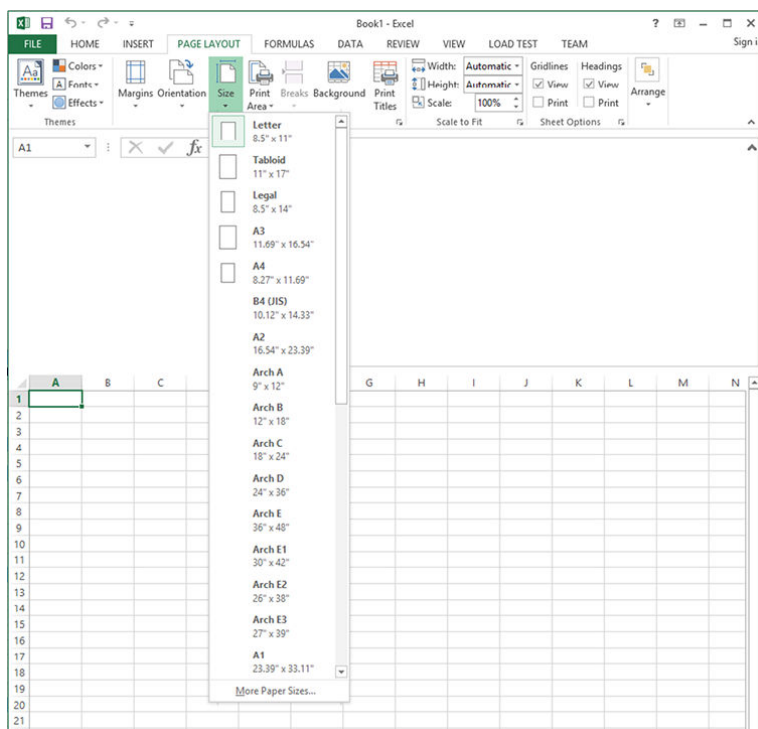 Book1 - Excel
FILE HOME INSERT PAGE LAYOUT FORMULAS DATA REVIEW VIEW LOAD TEST TEAM Sign i
Themes
Colors
Fonts
Effects
Themes
Margins Orientation Size Print Area Breaks Background Print Titles
Width: Automatic
Height: Automatic
Scale: 100%
Scale to Fit
Gridlines Headings
View View
Print Print
Sheet Options
Arrange
A1 fx
Letter
8.5" x 11"
Tabloid
11" x 17"
Legal
8.5" x 14"
A3
11.69" x 16.54"
A4
8.27" x 11.69"
B4 (JIS)
10.12" x 14.33"
A2
16.54" x 23.39"
Arch A
9" x 12"
Arch B
12" x 18"
Arch C
18" x 24"
Arch D
24" x 36"
Arch E
36" x 48"
Arch E1
30" x 42"
Arch E2
26" x 38"
Arch E3
27" x 39"
A1
23.39" x 33.11"
More Paper Sizes...
A B C G H I J K L M N
1
2
3
4
5
6
7
8
9
10
11
12
13
14
15
16
17
18
19
20
21